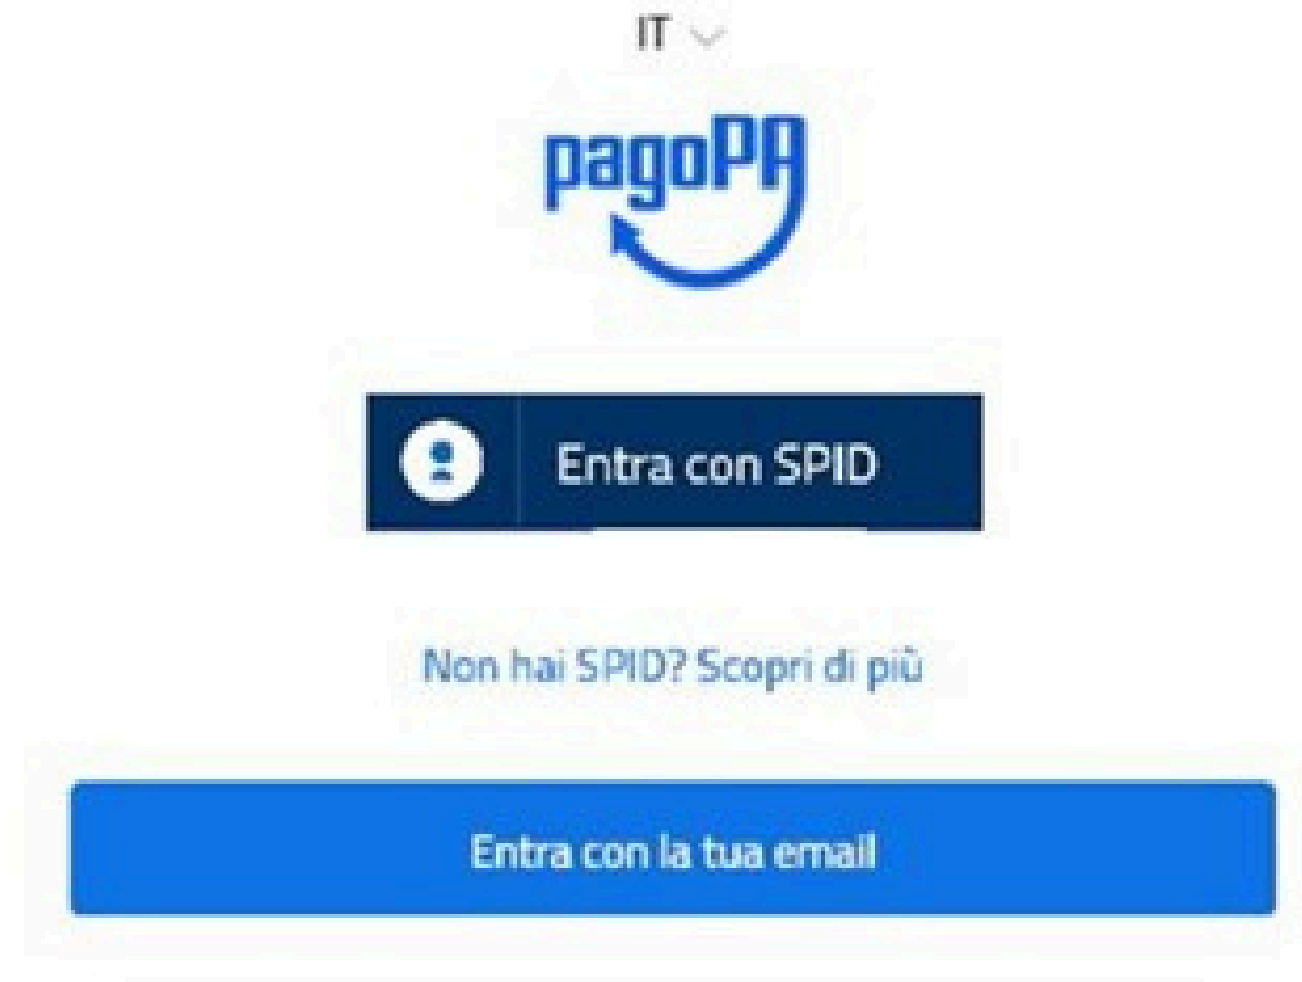 IT
pagoPA
Entra con SPID
Non hai SPID? Scopri di più
Entra con la tua email